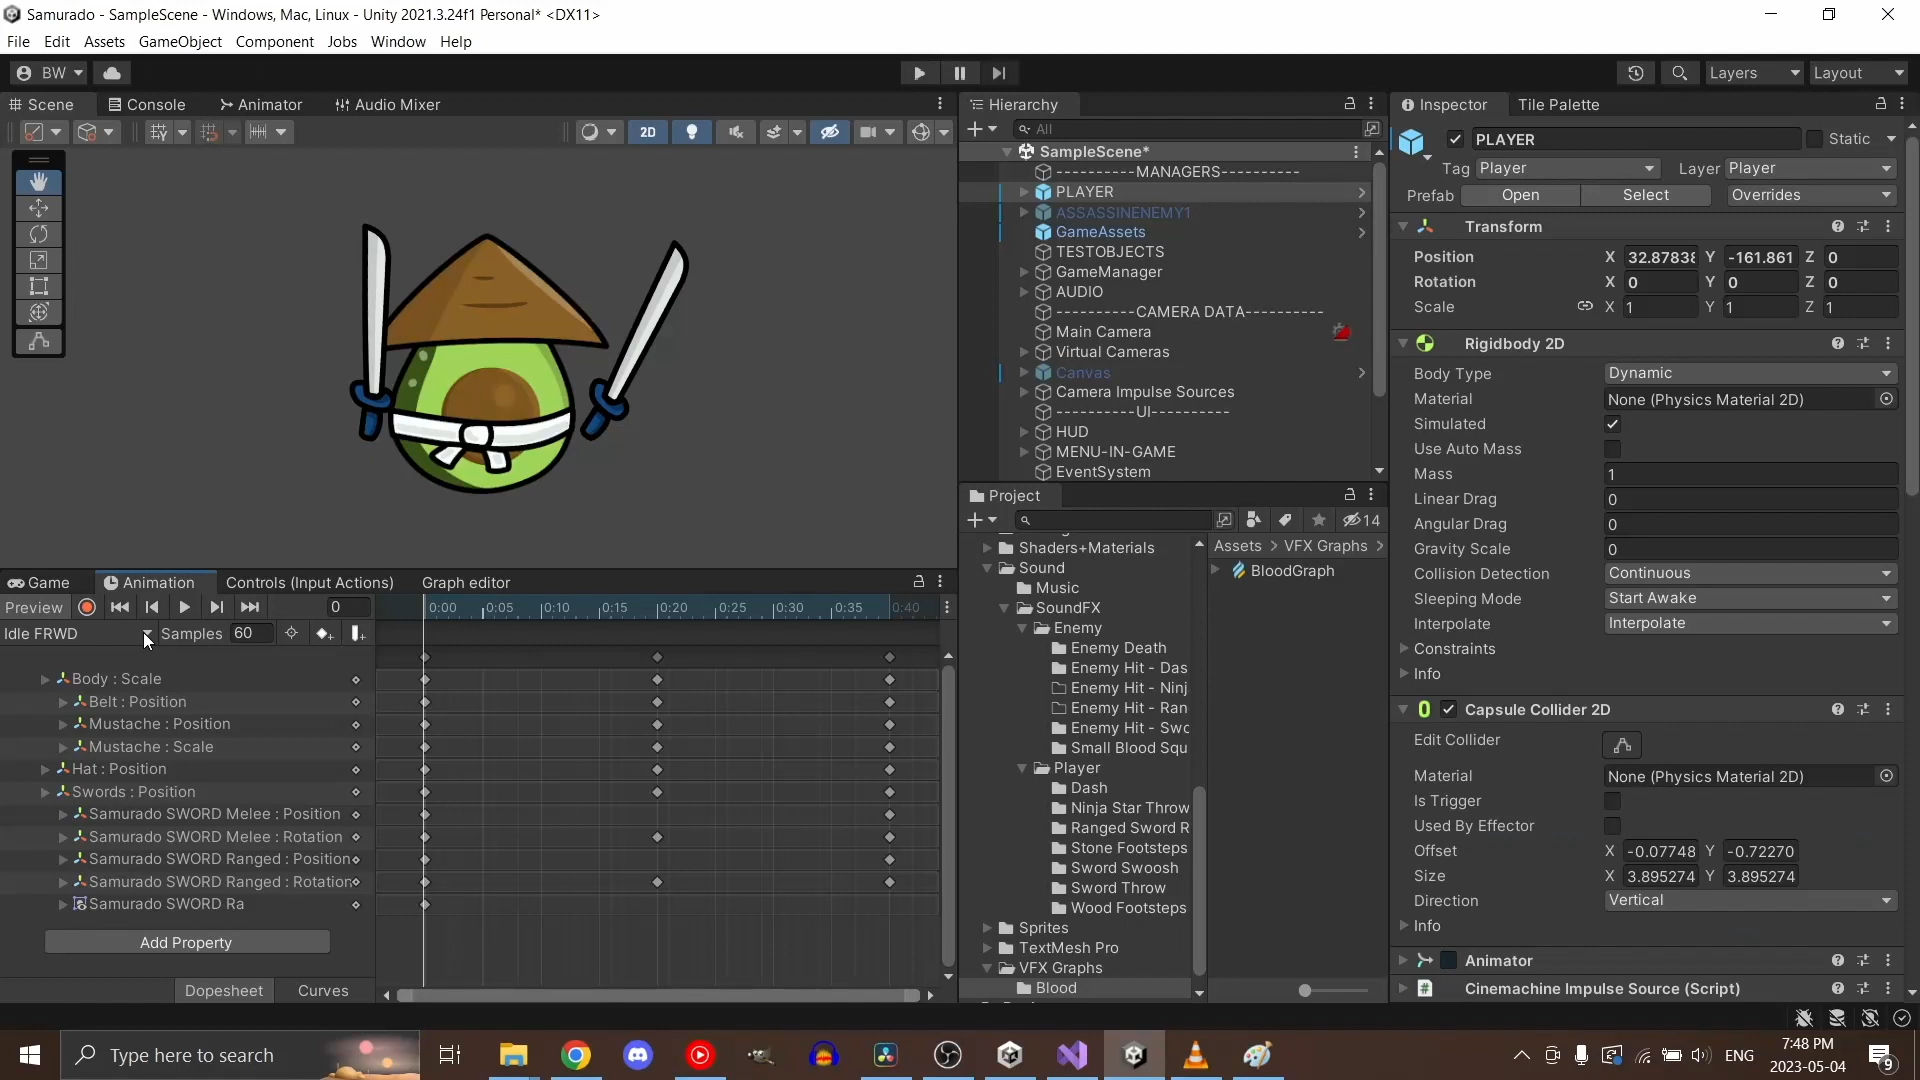 Samurado - SampleScene - Windows, Mac, Linux - Unity 2021.3.24f1 Personal* <DX11>
File Edit Assets GameObject Component Jobs Window Help
BW
Layers
Layout
Scene Console Animator Audio Mixer
2D
Hierarchy
All
SampleScene*
----------MANAGERS----------
PLAYER
ASSASSINENEMY1
GameAssets
TESTOBJECTS
GameManager
AUDIO
----------CAMERA DATA----------
Main Camera
Virtual Cameras
Canvas
Camera Impulse Sources
----------UI----------
HUD
MENU-IN-GAME
EventSystem
Inspector Tile Palette
PLAYER Static
Tag Player Layer Player
Prefab Open Select Overrides
Transform
Position X 32.87838 Y -161.861 Z 0
Rotation X 0 Y 0 Z 0
Scale X 1 Y 1 Z 1
Rigidbody 2D
Body Type Dynamic
Material None (Physics Material 2D)
Simulated
Use Auto Mass
Mass 1
Linear Drag 0
Angular Drag 0
Gravity Scale 0
Collision Detection Continuous
Sleeping Mode Start Awake
Interpolate Interpolate
Constraints
Info
Capsule Collider 2D
Edit Collider
Material None (Physics Material 2D)
Is Trigger
Used By Effector
Offset X -0.07748 Y -0.72270
Size X 3.895274 Y 3.895274
Direction Vertical
Info
Animator
Cinemachine Impulse Source (Script)
Project
14
Shaders+Materials
Sound
Music
SoundFX
Enemy
Enemy Death
Enemy Hit - Das
Enemy Hit - Ninj
Enemy Hit - Ran
Enemy Hit - Swo
Small Blood Squ
Player
Dash
Ninja Star Throw
Ranged Sword R
Stone Footsteps
Sword Swoosh
Sword Throw
Wood Footsteps
Sprites
TextMesh Pro
VFX Graphs
Blood
Assets > VFX Graphs >
BloodGraph
Game Animation Controls (Input Actions) Graph editor
Preview 0
0:00 0:05 0:10 0:15 0:20 0:25 0:30 0:35 0:40
Idle FRWD Samples 60
Body : Scale
Belt : Position
Mustache : Position
Mustache : Scale
Hat : Position
Swords : Position
Samurado SWORD Melee : Position
Samurado SWORD Melee : Rotation
Samurado SWORD Ranged : Position
Samurado SWORD Ranged : Rotation
Samurado SWORD Ra
Add Property
Dopesheet Curves
Type here to search
ENG
7:48 PM
2023-05-04
9